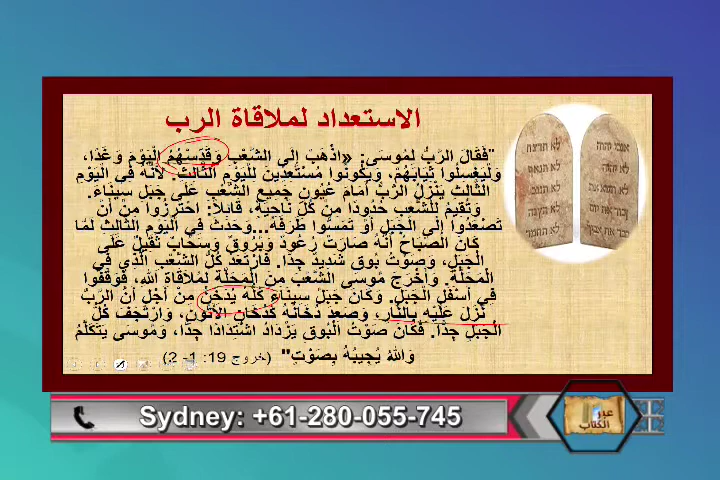 الاستعداد لملاقاة الرب
"فَقَالَ الرَّبُّ لِمُوسَى: «اذْهَبْ إِلَى الشَّعْبِ وَقَدِّسْهُمُ الْيَوْمَ وَغَدًا،
وَلْيَغْسِلُوا ثِيَابَهُمْ، وَيَكُونُوا مُسْتَعِدِّينَ لِلْيَوْمِ الثَّالِثِ. لأَنَّهُ فِي الْيَوْمِ
الثَّالِثِ يَنْزِلُ الرَّبُّ أَمَامَ عُيُونِ جَمِيعِ الشَّعْبِ عَلَى جَبَلِ سِينَاءَ.
وَتُقِيمُ لِلشَّعْبِ حُدُودًا مِنْ كُلِّ نَاحِيَةٍ، قَائِلاً: احْتَرِزُوا مِنْ أَنْ
تَصْعَدُوا إِلَى الْجَبَلِ أَوْ تَمَسُّوا طَرَفَهُ...وَحَدَثَ فِي الْيَوْمِ الثَّالِثِ لَمَّا
كَانَ الصَّبَاحُ أَنَّهُ صَارَتْ رُعُودٌ وَبُرُوقٌ وَسَحَابٌ ثَقِيلٌ عَلَى
الْجَبَلِ، وَصَوْتُ بُوق شَدِيدٌ جِدًّا. فَارْتَعَدَ كُلُّ الشَّعْبِ الَّذِي فِي
الْمَحَلَّةِ. وَأَخْرَجَ مُوسَى الشَّعْبَ مِنَ الْمَحَلَّةِ لِمُلاَقَاةِ اللهِ، فَوَقَفُوا
فِي أَسْفَلِ الْجَبَلِ. وَكَانَ جَبَلُ سِينَاءَ كُلُّهُ يُدَخِّنُ مِنْ أَجْلِ أَنَّ الرَّبَّ
نَزَلَ عَلَيْهِ بِالنَّارِ، وَصَعِدَ دُخَانُهُ كَدُخَانِ الأَتُونِ، وَارْتَجَفَ كُلُّ
الْجَبَلِ جِدًّا. فَكَانَ صَوْتُ الْبُوقِ يَزْدَادُ اشْتِدَادًا جِدًّا، وَمُوسَى يَتَكَلَّمُ
وَاللهُ يُجِيبُهُ بِصَوْتٍ" (خروج 19: 1- 2)
Sydney: +61-280-055-745
عبر
الكتاب